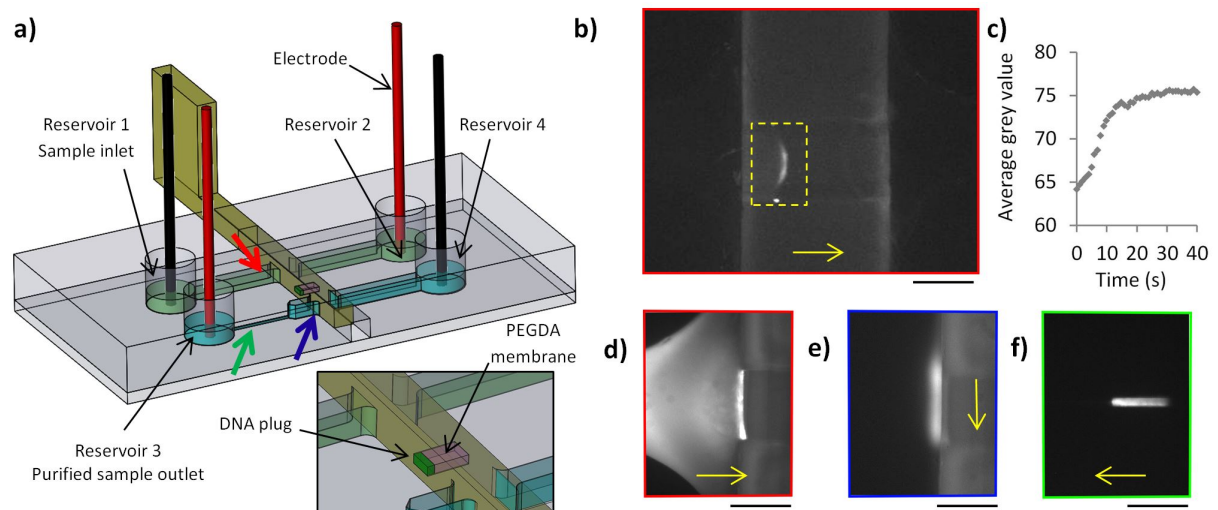 a)
Electrode
Reservoir 1
Sample inlet
Reservoir 2
Reservoir 4
PEGDA
membrane
DNA plug
Reservoir 3
Purified sample outlet
b)
c)
Average grey value
80
75
70
65
60
0 10 20 30 40
Time (s)
d)
e)
f)